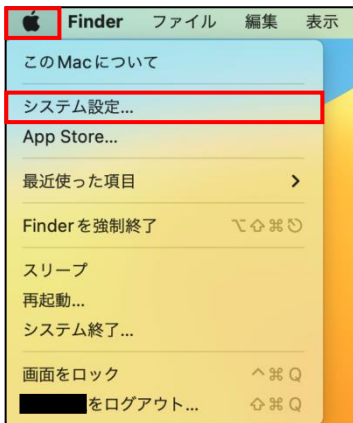 Finder ファイル 編集 表示
このMacについて
システム設定...
App Store...
最近使った項目
Finderを強制終了 ⌥⇧⌘⎋
スリープ
再起動...
システム終了...
画面をロック ^⌘Q
をログアウト... ⇧⌘Q